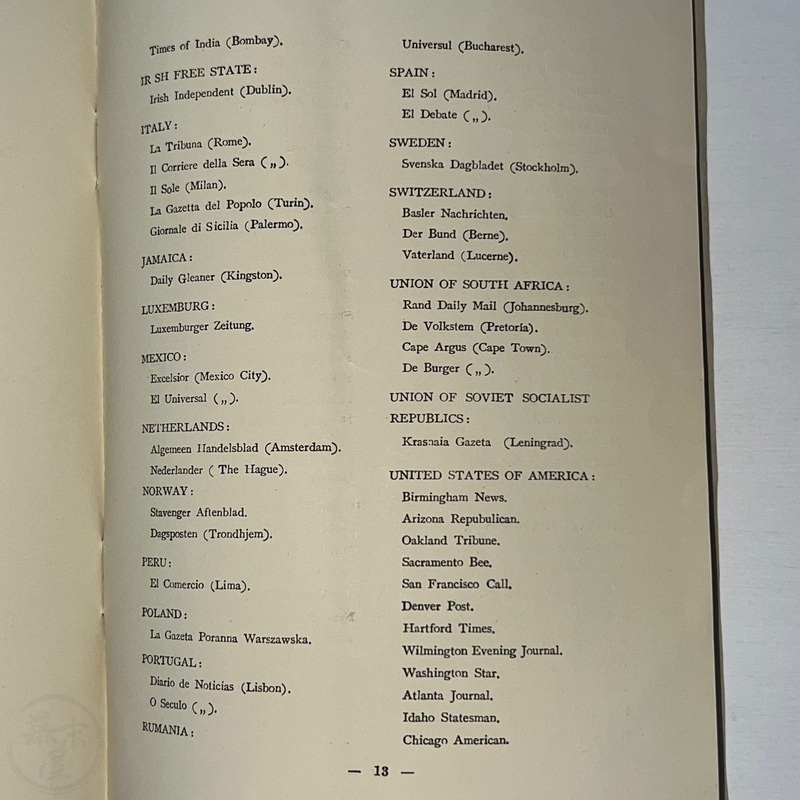 Times of India (Bombay).
IR SH FREE STATE:
Irish Independent (Dublin).
ITALY:
La Tribuna (Rome).
Il Corriere della Sera ( „ ).
Il Sole (Milan).
La Gazetta del Popolo (Turin).
Giornale di Sicilia (Palermo).
JAMAICA:
Daily Gleaner (Kingston).
LUXEMBURG:
Luxemburger Zeitung.
MEXICO:
Excelsior (Mexico City).
El Universal ( „ ).
NETHERLANDS:
Algemeen Handelsblad (Amsterdam).
Nederlander ( The Hague).
NORWAY:
Stavenger Aftenblad.
Dagsposten (Trondhjem).
PERU:
El Comercio (Lima).
POLAND:
La Gazeta Poranna Warszawska.
PORTUGAL:
Diario de Noticias (Lisbon).
O Seculo ( „ ).
RUMANIA:
Universul (Bucharest).
SPAIN:
El Sol (Madrid).
El Debate ( „ ).
SWEDEN:
Svenska Dagbladet (Stockholm).
SWITZERLAND:
Basler Nachrichten.
Der Bund (Berne).
Vaterland (Lucerne).
UNION OF SOUTH AFRICA:
Rand Daily Mail (Johannesburg).
De Volkstem (Pretoria).
Cape Argus (Cape Town).
De Burger ( „ ).
UNION OF SOVIET SOCIALIST
REPUBLICS:
Krasnaia Gazeta (Leningrad).
UNITED STATES OF AMERICA:
Birmingham News.
Arizona Repubulican.
Oakland Tribune.
Sacramento Bee.
San Francisco Call.
Denver Post.
Hartford Times.
Wilmington Evening Journal.
Washington Star.
Atlanta Journal.
Idaho Statesman.
Chicago American.
— 13 —